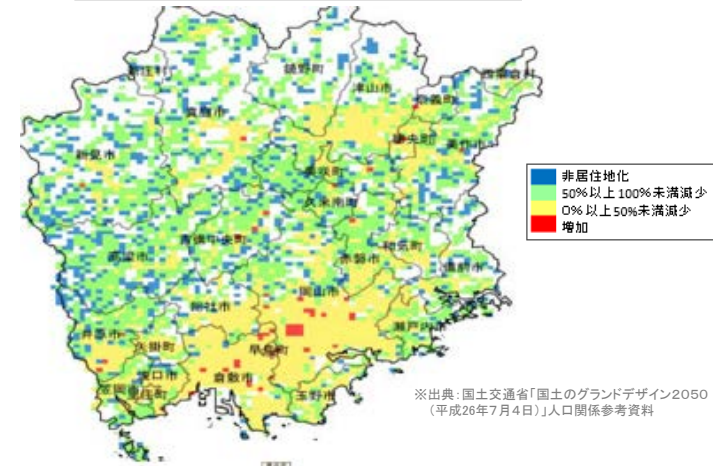 新庄村
鏡野町
西粟倉村
津山市
奈義町
真庭市
勝央町
美作市
新見市
美咲町
久米南町
吉備中央町
和気町
高梁市
赤磐市
備前市
岡山市
総社市
瀬戸内市
井原市
矢掛町
早島町
浅口市
倉敷市
笠岡市
里庄町
玉野市
非居住地化
50%以上100%未満減少
0%以上50%未満減少
増加
※出典:国土交通省「国土のグランドデザイン2050
(平成26年7月4日)」人口関係参考資料